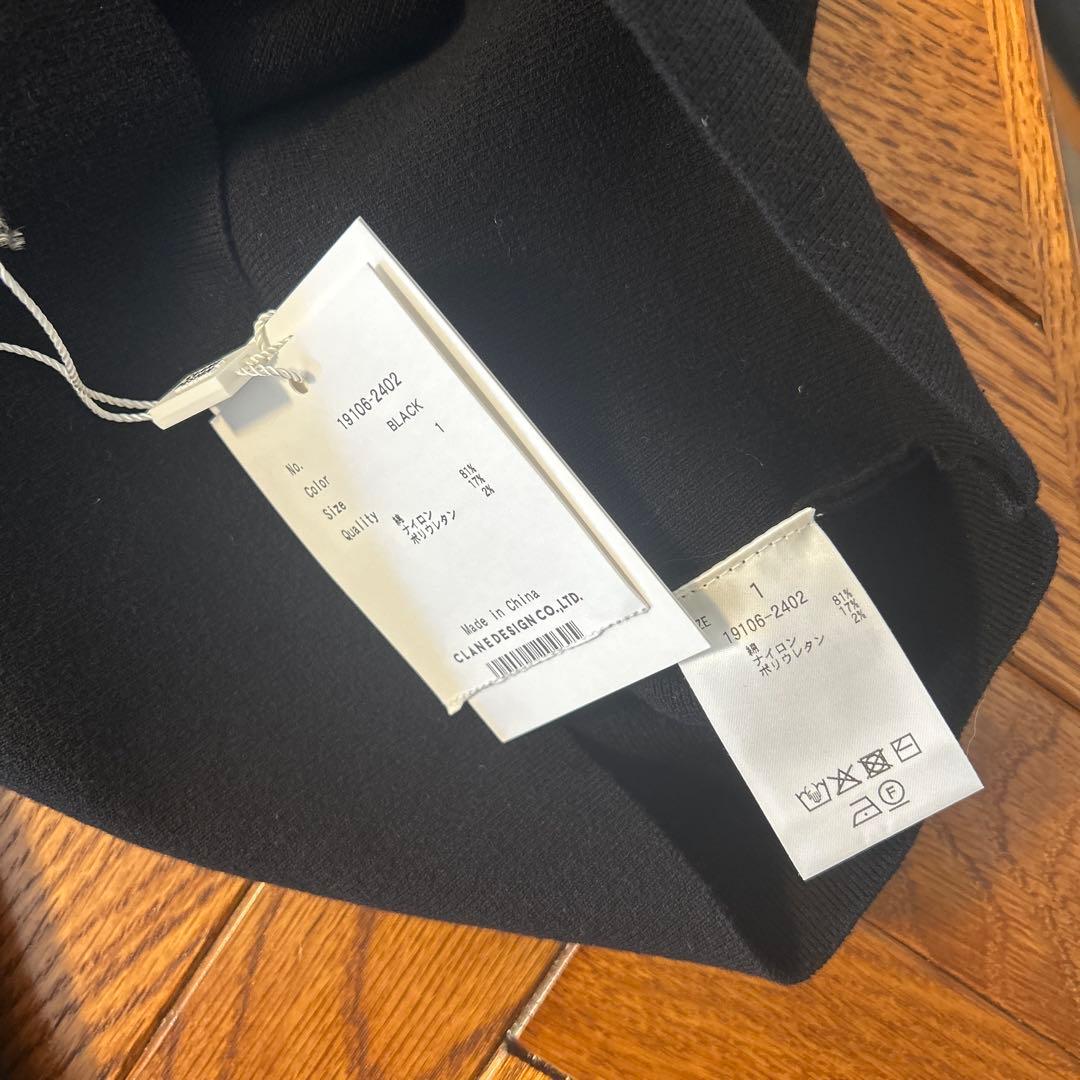 No. 19106-2402
Color BLACK
Size 1
Quality 綿 81%
ナイロン 17%
ポリウレタン 2%
Made in China
CLANE DESIGN CO.,LTD.
1
19106-2402
綿 81%
ナイロン 17%
ポリウレタン 2%
F